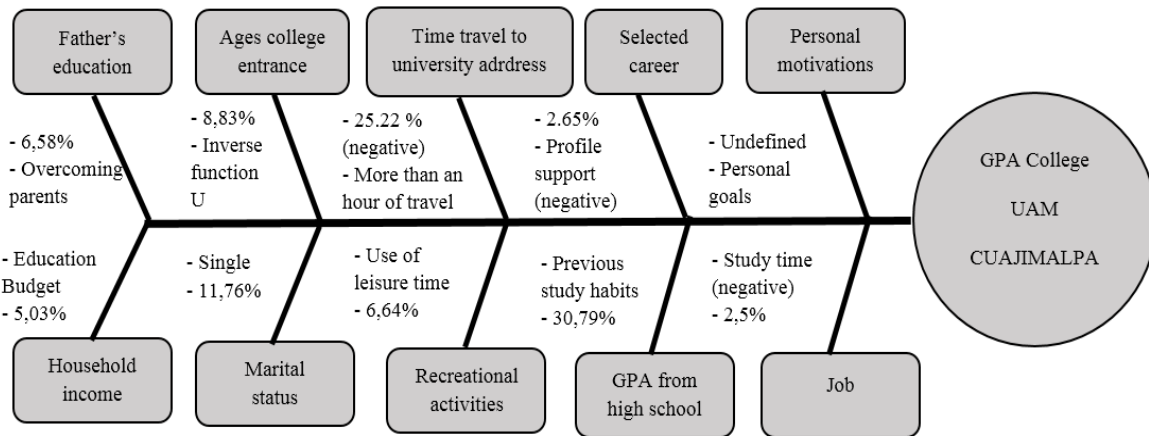 Father's
education
Ages college
entrance
Time travel to
university adrdress
Selected
career
Personal
motivations
- 6,58%
- Overcoming
parents
- 8,83%
- Inverse
function
U
- 25.22 %
(negative)
- More than an
hour of travel
- 2.65%
- Profile
support
(negative)
- Undefined
- Personal
goals
GPA College
UAM
CUAJIMALPA
- Education
Budget
- 5,03%
- Single
- 11,76%
- Use of
leisure time
- 6,64%
- Previous
study habits
- 30,79%
- Study time
(negative)
- 2,5%
Household
income
Marital
status
Recreational
activities
GPA from
high school
Job